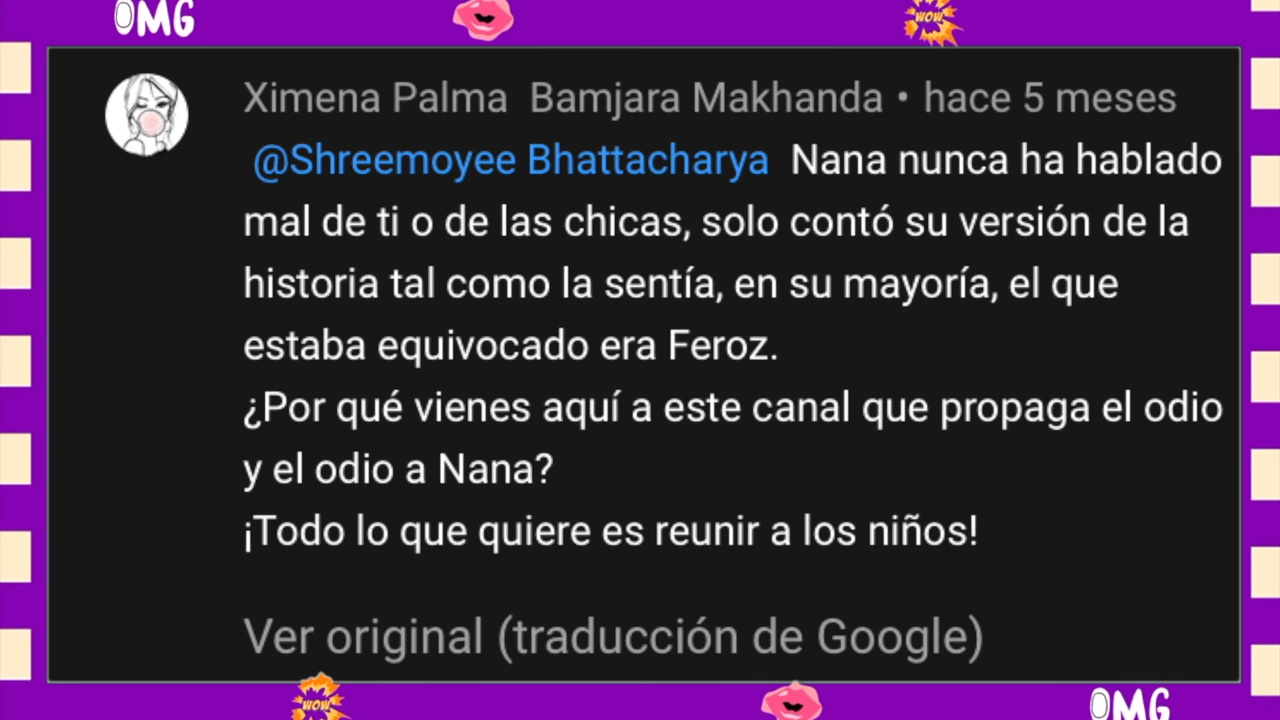 OMG
WOW
Ximena Palma Bamjara Makhanda • hace 5 meses
@Shreemoyee Bhattacharya Nana nunca ha hablado
mal de ti o de las chicas, solo contó su versión de la
historia tal como la sentía, en su mayoría, el que
estaba equivocado era Feroz.
¿Por qué vienes aquí a este canal que propaga el odio
y el odio a Nana?
¡Todo lo que quiere es reunir a los niños!
Ver original (traducción de Google)
WOW
OMG